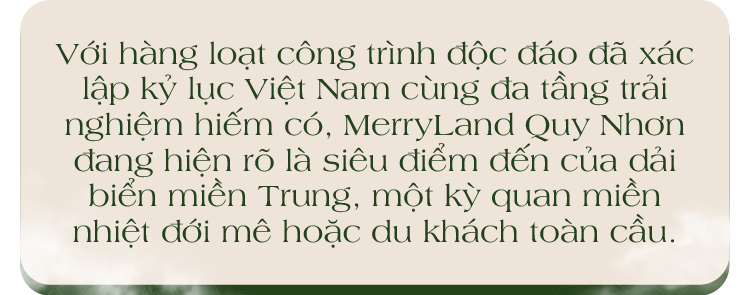 Với hàng loạt công trình độc đáo đã xác
lập kỷ lục Việt Nam cùng đa tầng trải
nghiệm hiếm có, MerryLand Quy Nhơn
đang hiện rõ là siêu điểm đến của dải
biển miền Trung, một kỳ quan miền
nhiệt đới mê hoặc du khách toàn cầu.